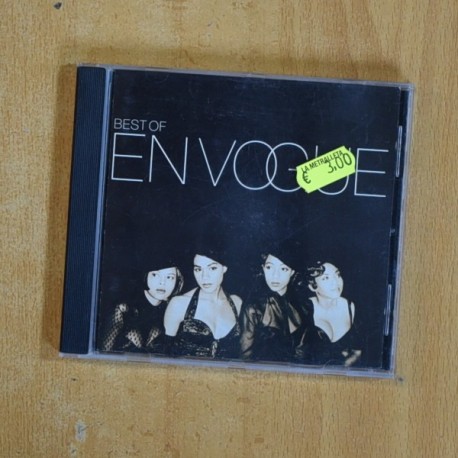 BEST OF
EN VOGUE
LA METRALLETA
€ 3,00